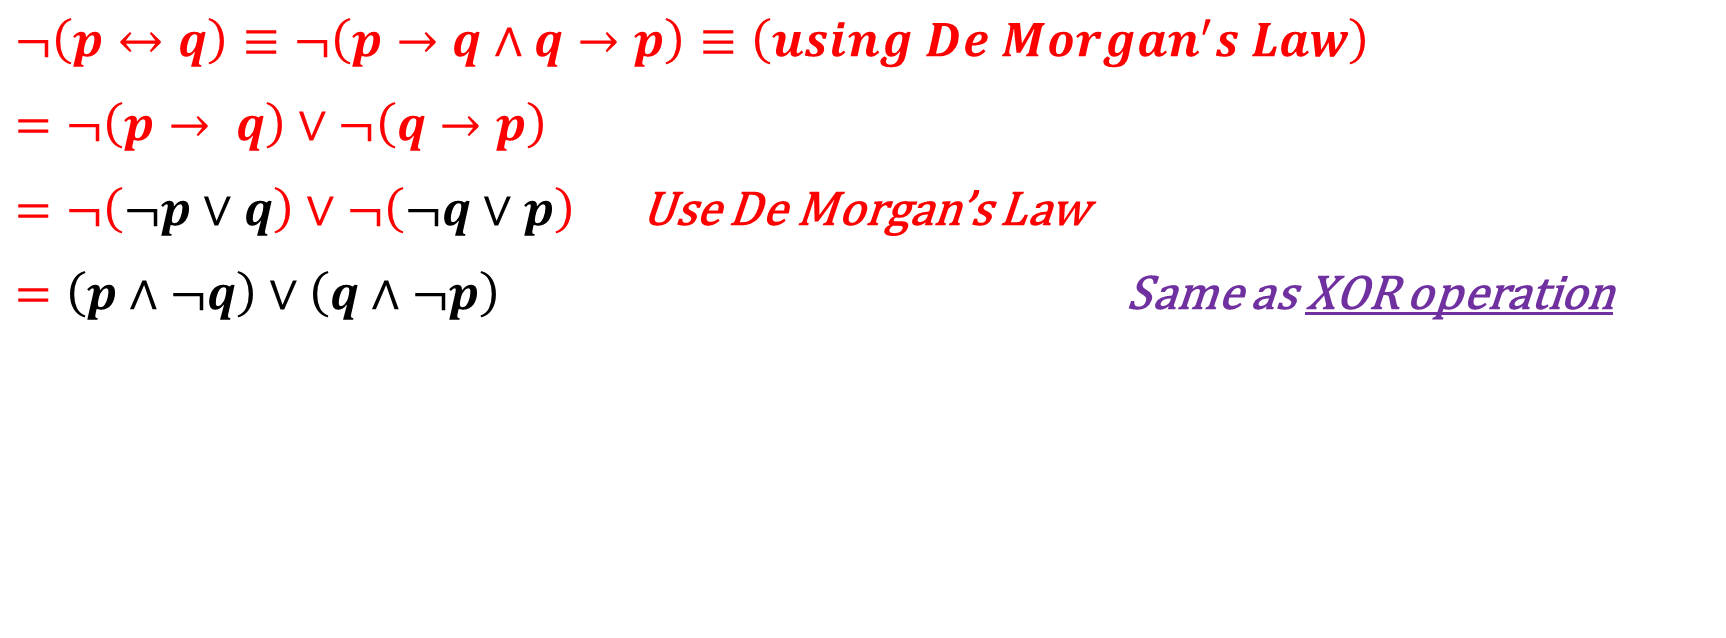 ¬(p ↔ q) ≡ ¬(p → q ∧ q → p) ≡ (using De Morgan′s Law)
= ¬(p → q) ∨ ¬(q → p)
= ¬(¬p ∨ q) ∨ ¬(¬q ∨ p) Use De Morgan’s Law
= (p ∧ ¬q) ∨ (q ∧ ¬p) Same as XOR operation